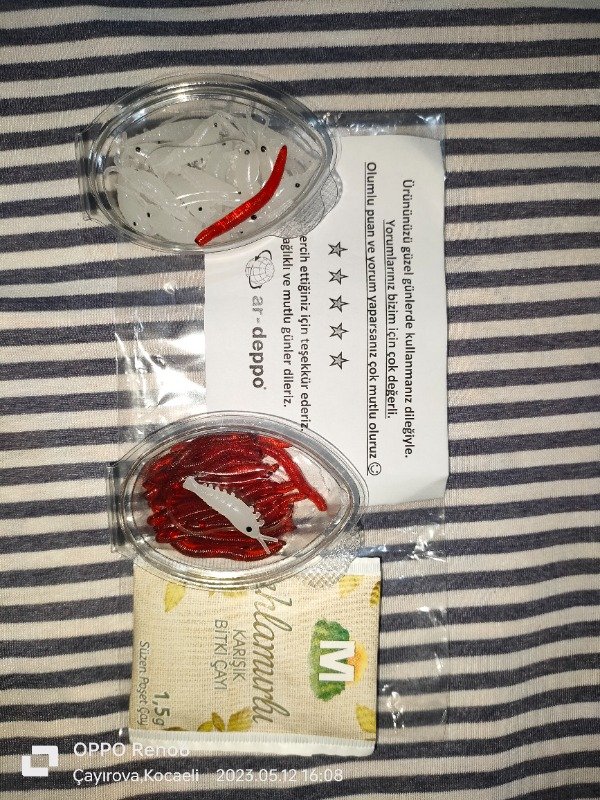 Ürününüzü güzel günlerde kullanmanız dileğiyle.
Yorumlarınız bizim için çok değerli.
Olumlu puan ve yorum yaparsanız çok mutlu oluruz
ercih ettiğiniz için teşekkür ederiz.
ağlıklı ve mutlu günler dileriz.
ar-deppo
M
ıhlamurlu
KARIŞIK
BİTKİ ÇAYI
1,5g
Süzen Poşet Çay
OPPO Reno6
Çayırova,Kocaeli 2023.05.12 16:08